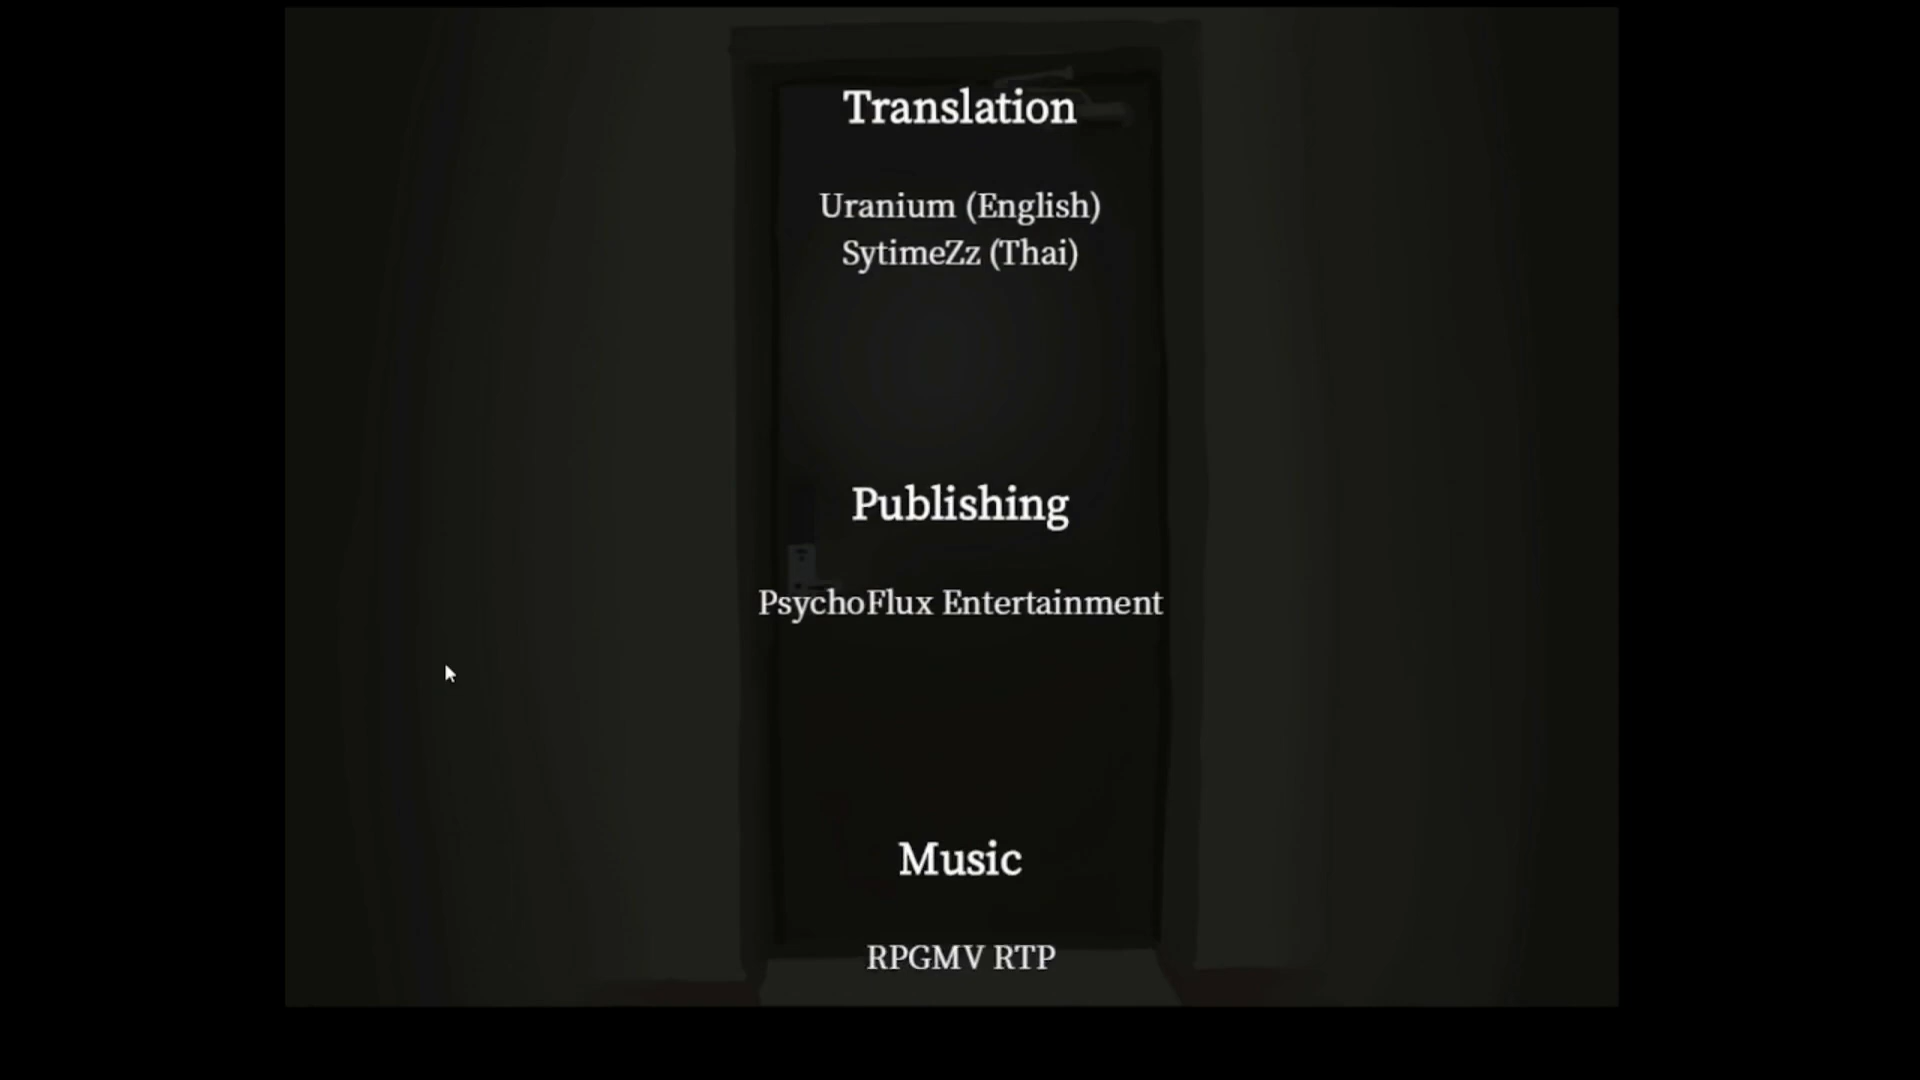 Translation
Uranium (English)
SytimeZz (Thai)
Publishing
PsychoFlux Entertainment
Music
RPGMV RTP